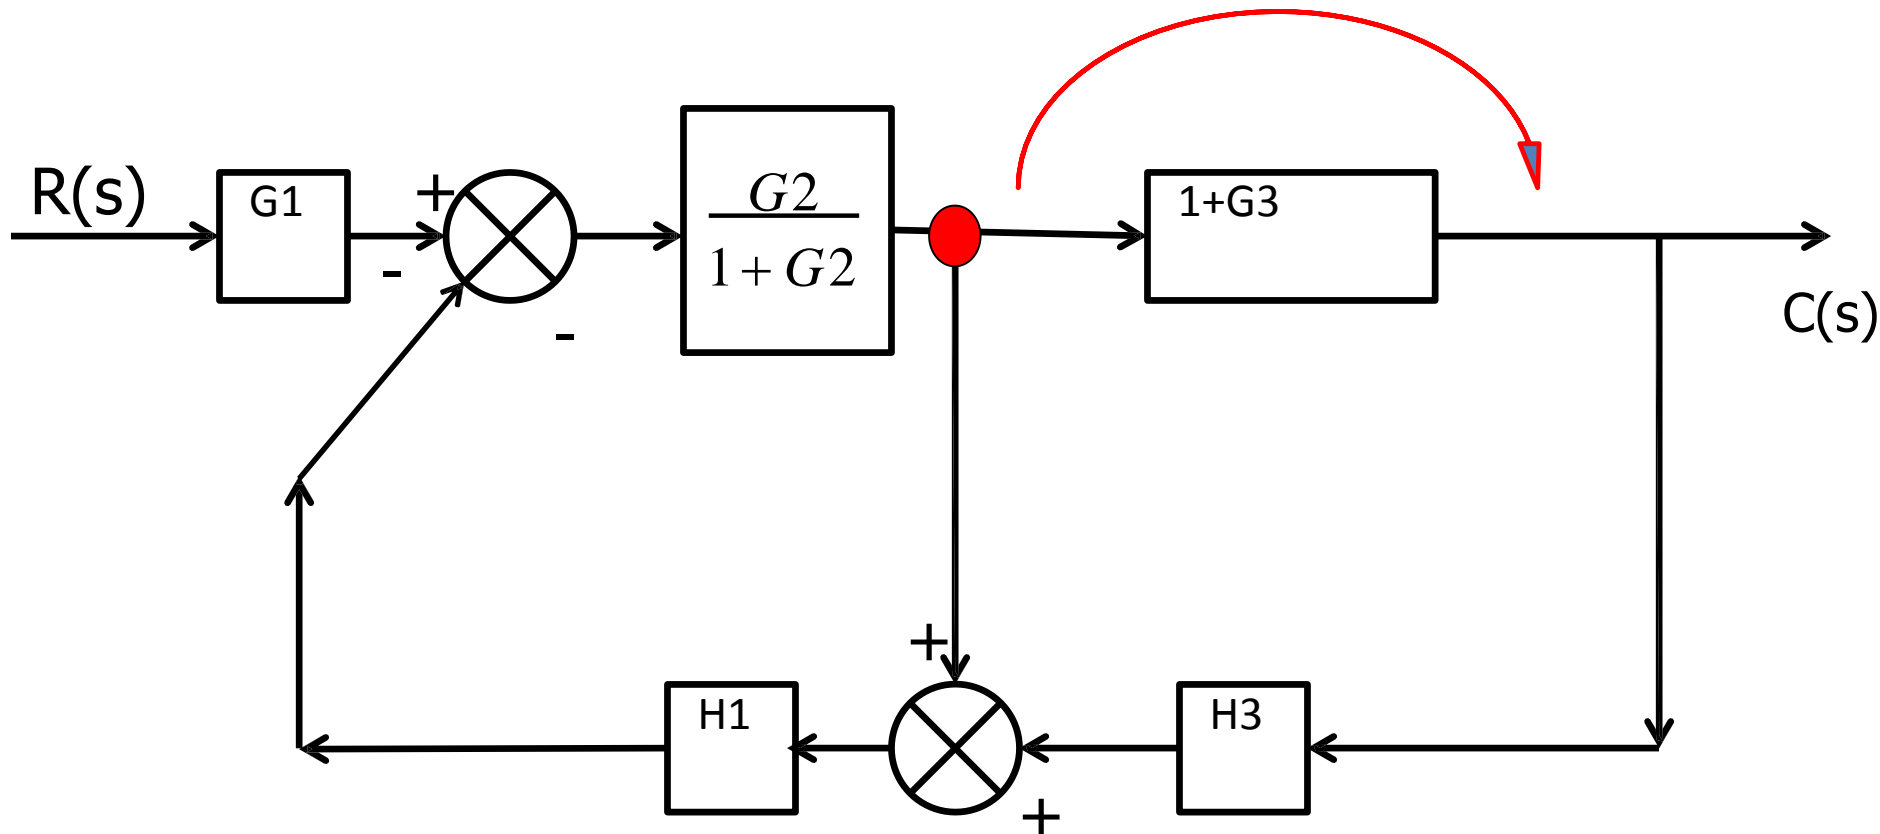 R(s)
G1
+
-
-
G2
1 + G2
1+G3
C(s)
+
H1
H3
+